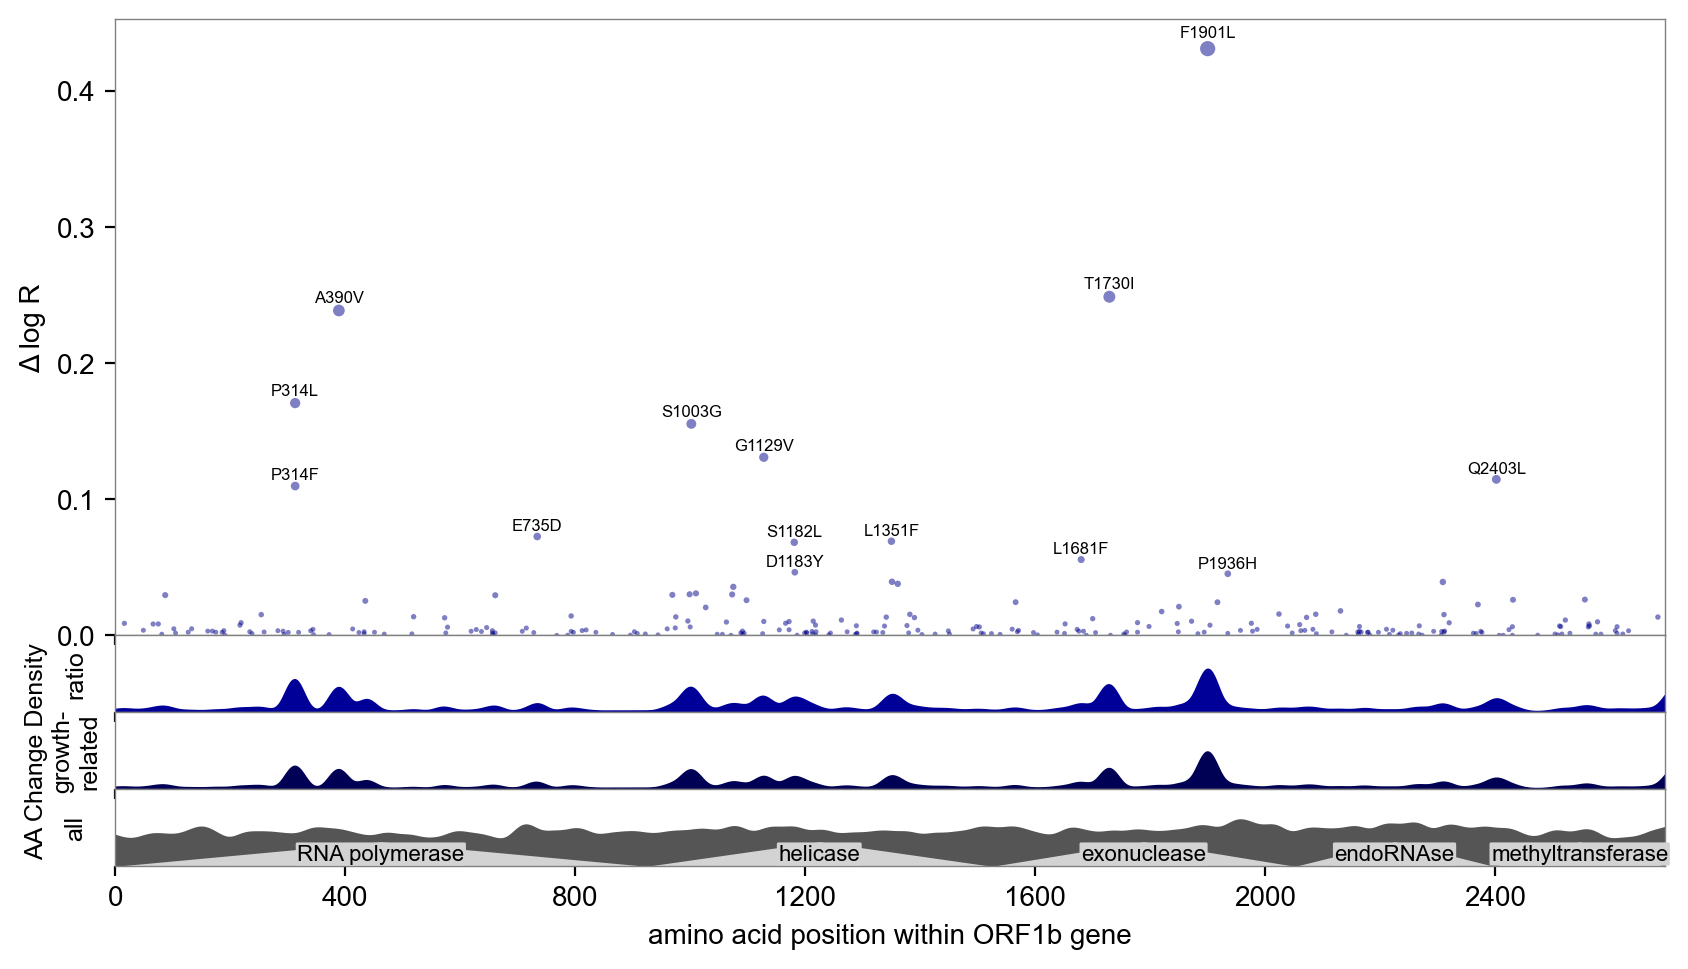 F1901L
0.4
0.3
T1730I
A390V
Δ log R
0.2
P314L
S1003G
G1129V
P314F
Q2403L
0.1
E735D
S1182L
L1351F
L1681F
D1183Y
P1936H
0.0
AA Change Density
ratio
growth-
related
all
RNA polymerase
helicase
exonuclease
endoRNAse
methyltransferase
0 400 800 1200 1600 2000 2400
amino acid position within ORF1b gene